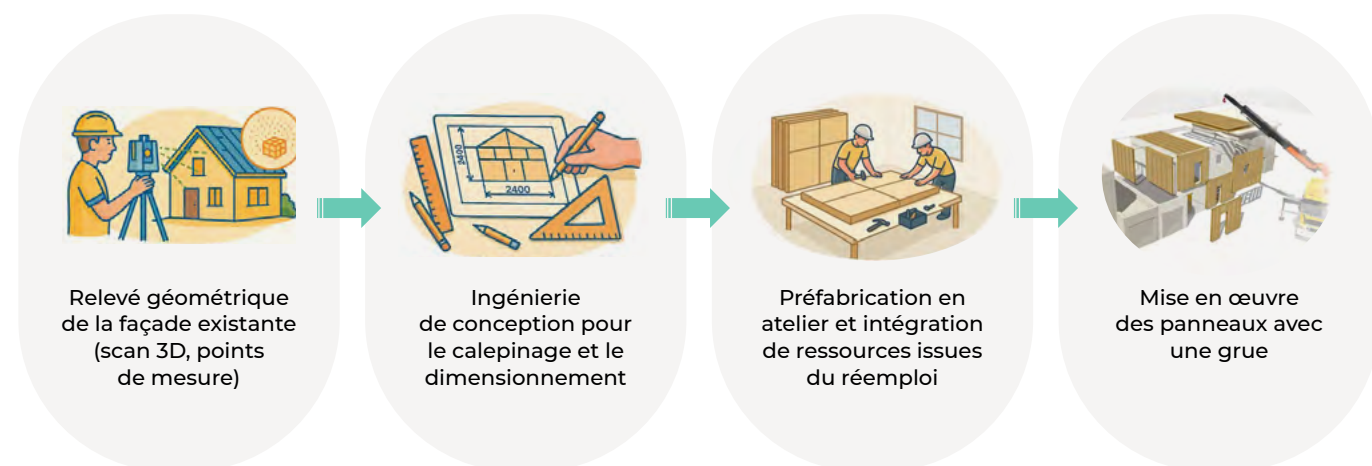 2400
2400
Relevé géométrique
de la façade existante
(scan 3D, points
de mesure)
Ingénierie
de conception pour
le calepinage et le
dimensionnement
Préfabrication en
atelier et intégration
de ressources issues
du réemploi
Mise en œuvre
des panneaux avec
une grue